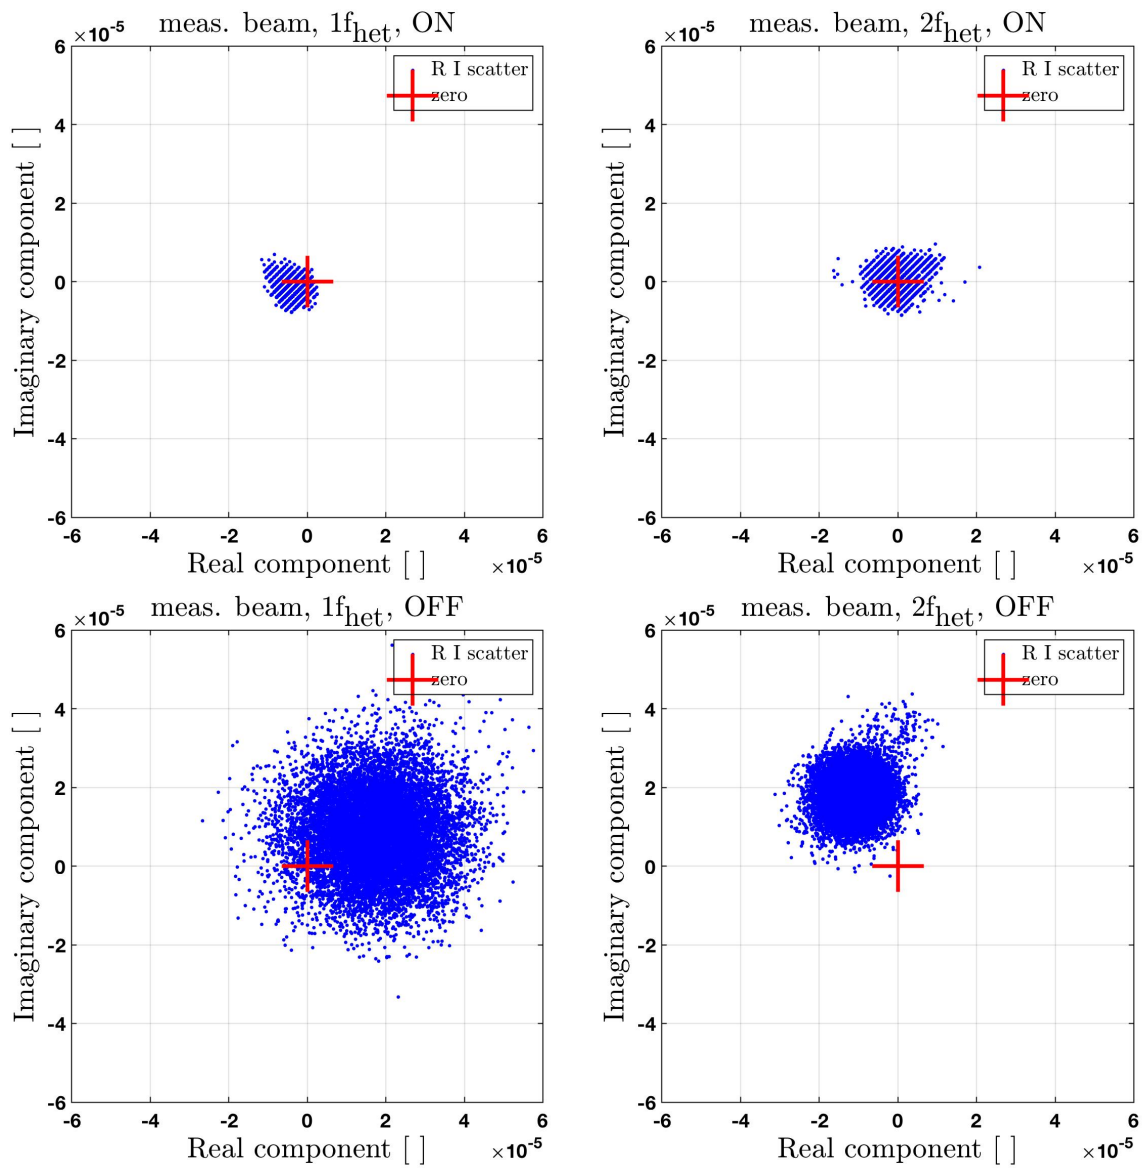 meas. beam, 1f_het, ON
×10^-5
R I scatter
zero
6
4
2
0
-2
-4
-6
Imaginary component [ ]
-6 -4 -2 0 2 4 6
Real component [ ] ×10^-5
meas. beam, 2f_het, ON
×10^-5
R I scatter
zero
6
4
2
0
-2
-4
-6
Imaginary component [ ]
-6 -4 -2 0 2 4 6
Real component [ ] ×10^-5
meas. beam, 1f_het, OFF
×10^-5
R I scatter
zero
6
4
2
0
-2
-4
-6
Imaginary component [ ]
-6 -4 -2 0 2 4 6
Real component [ ] ×10^-5
meas. beam, 2f_het, OFF
×10^-5
R I scatter
zero
6
4
2
0
-2
-4
-6
Imaginary component [ ]
-6 -4 -2 0 2 4 6
Real component [ ] ×10^-5